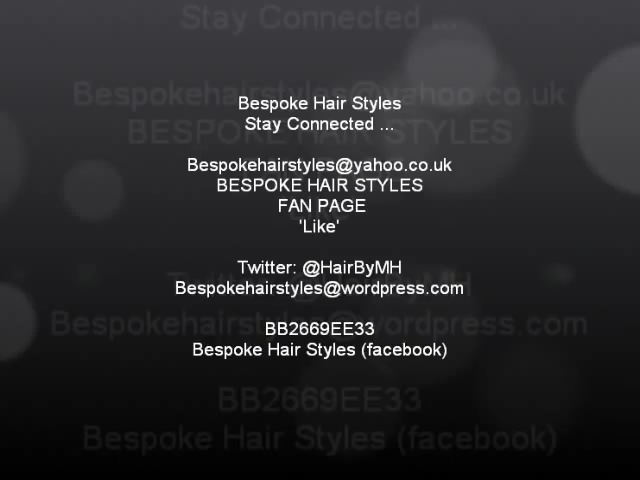 Bespoke Hair Styles
Stay Connected ...
Bespokehairstyles@yahoo.co.uk
BESPOKE HAIR STYLES
FAN PAGE
'Like'
Twitter: @HairByMH
Bespokehairstyles@wordpress.com
BB2669EE33
Bespoke Hair Styles (facebook)